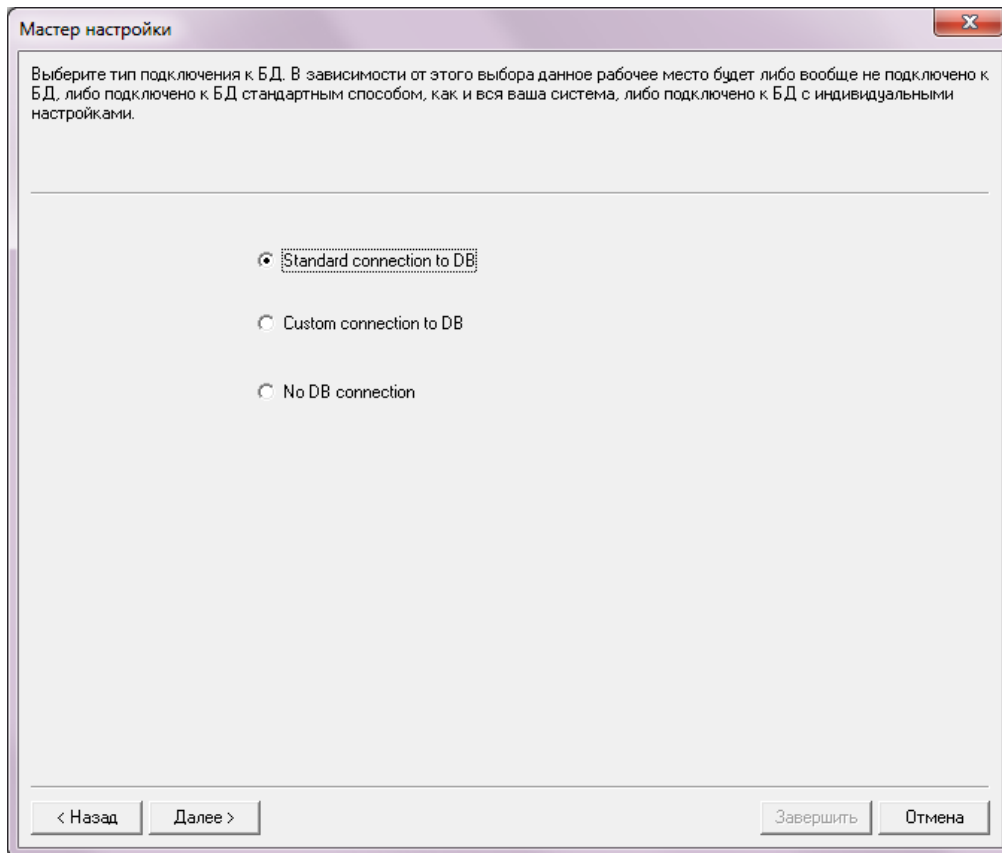 Мастер настройки
Выберите тип подключения к БД. В зависимости от этого выбора данное рабочее место будет либо вообще не подключено к
БД, либо подключено к БД стандартным способом, как и вся ваша система, либо подключено к БД с индивидуальными
настройками.
Standard connection to DB
Custom connection to DB
No DB connection
< Назад Далее > Завершить Отмена